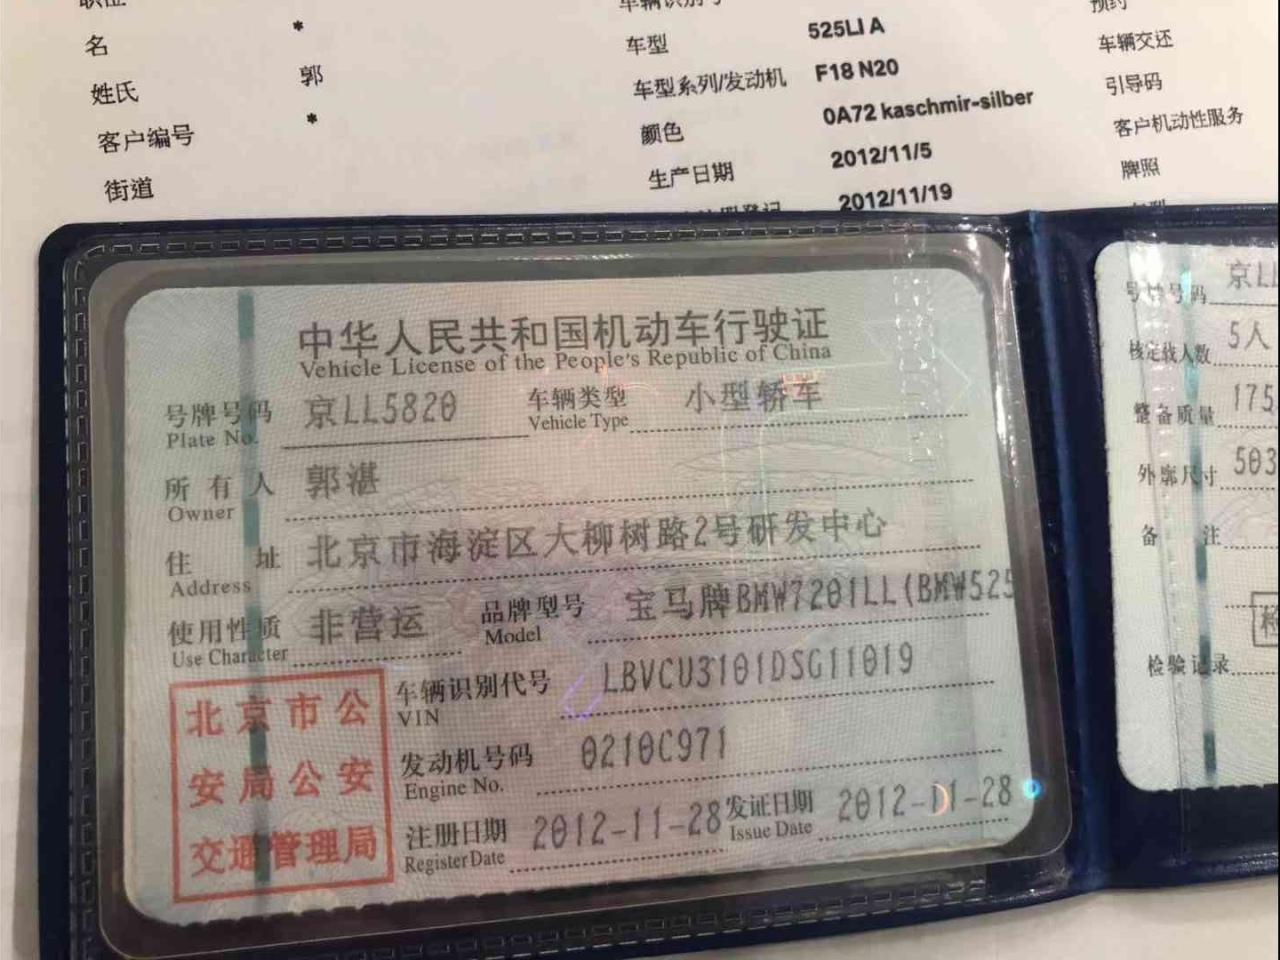 名 *
姓氏 郭
客户编号 *
街道
车型 525LI A
车型系列/发动机 F18 N20
颜色 0A72 kaschmir-silber
生产日期 2012/11/5
2012/11/19
车辆交还
引导码
客户机动性服务
牌照
中华人民共和国机动车行驶证
Vehicle License of the People's Republic of China
号牌号码 京LL5820 车辆类型 小型轿车
Plate No. Vehicle Type
所有人 郭湛
Owner
住址 北京市海淀区大柳树路2号研发中心
Address
使用性质 非营运 品牌型号 宝马牌BMW7201LL(BMW525
Use Character Model
车辆识别代号 LBVCU3101DSG11019
VIN
发动机号码 0210C971
Engine No.
注册日期 2012-11-28 发证日期 2012-11-28
Register Date Issue Date
北京市公
安局公安
交通管理局
号牌号码 京LL
核定载人数 5人
整备质量 175
外廓尺寸 503
备注
检验记录